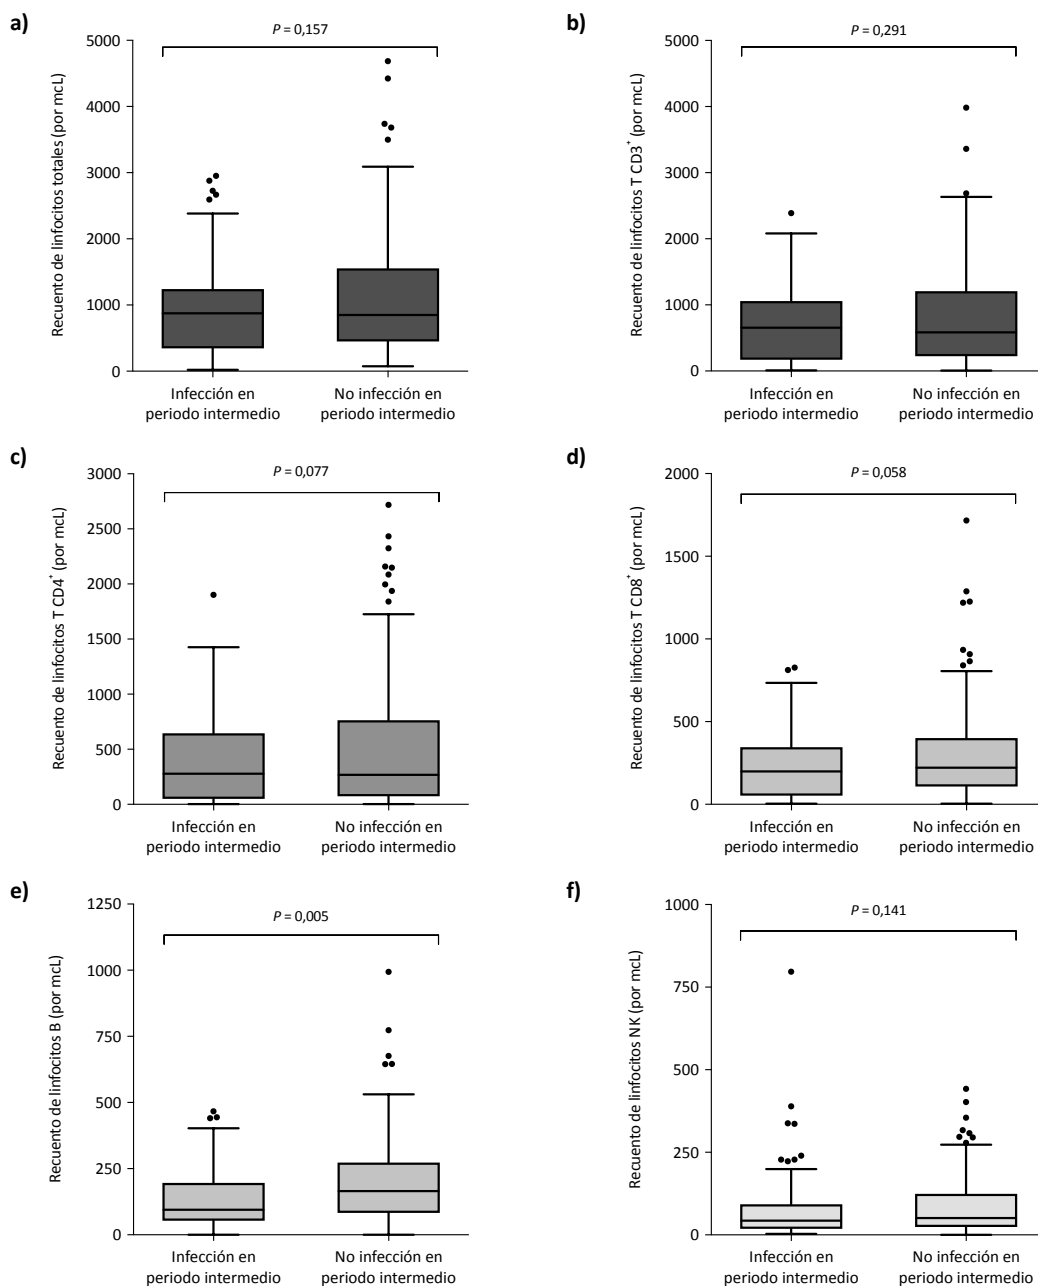 a)
P = 0,157
Recuento de linfocitos totales (por mcL)
5000
4000
3000
2000
1000
0
Infección en
periodo intermedio
No infección en
periodo intermedio
b)
P = 0,291
Recuento de linfocitos T CD3⁺ (por mcL)
5000
4000
3000
2000
1000
0
Infección en
periodo intermedio
No infección en
periodo intermedio
c)
P = 0,077
Recuento de linfocitos T CD4⁺ (por mcL)
3000
2500
2000
1500
1000
500
0
Infección en
periodo intermedio
No infección en
periodo intermedio
d)
P = 0,058
Recuento de linfocitos T CD8⁺ (por mcL)
2000
1500
1000
500
0
Infección en
periodo intermedio
No infección en
periodo intermedio
e)
P = 0,005
Recuento de linfocitos B (por mcL)
1250
1000
750
500
250
0
Infección en
periodo intermedio
No infección en
periodo intermedio
f)
P = 0,141
Recuento de linfocitos NK (por mcL)
1000
750
500
250
0
Infección en
periodo intermedio
No infección en
periodo intermedio